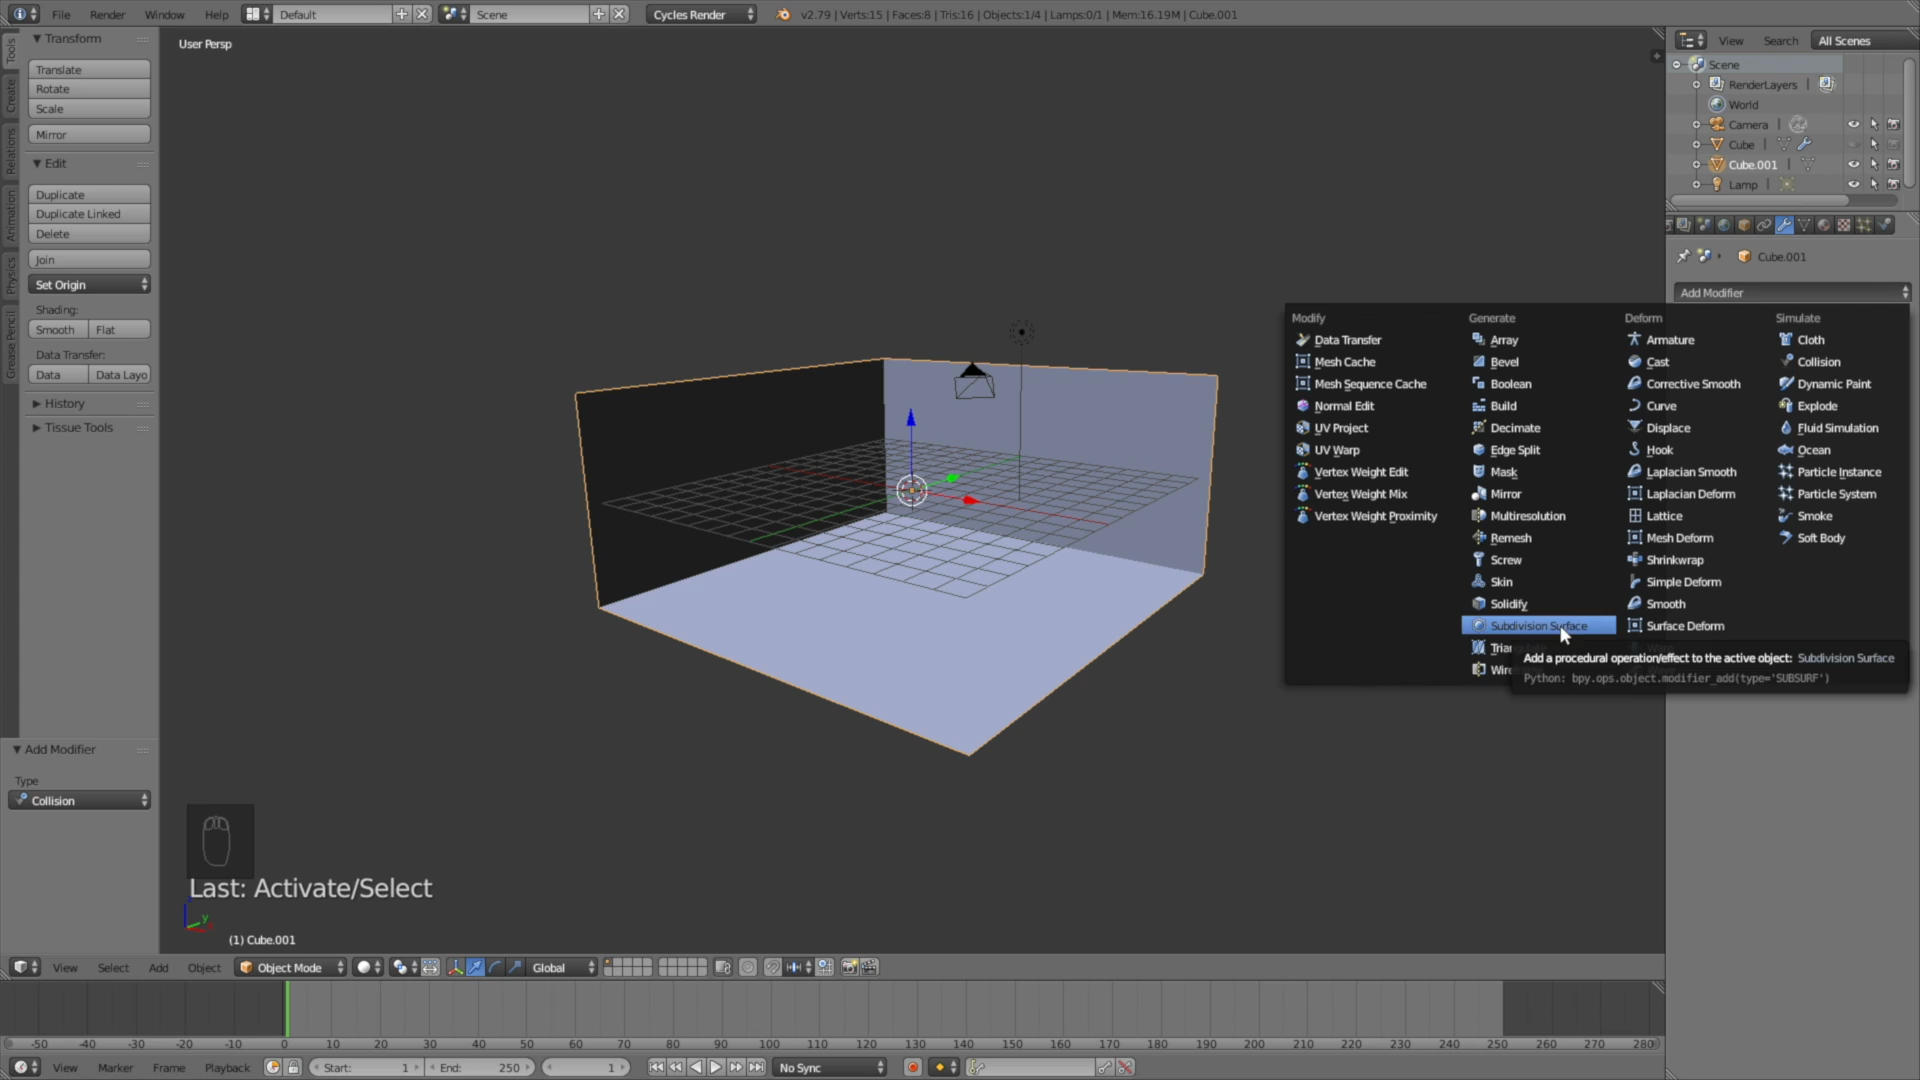 File Render Window Help Default Scene Cycles Render v2.79 | Verts:15 | Faces:8 | Tris:16 | Objects:1/4 | Lamps:0/1 | Mem:16.19M | Cube.001
Tools
Create
Relations
Animation
Physics
Grease Pencil
Transform
Translate
Rotate
Scale
Mirror
Edit
Duplicate
Duplicate Linked
Delete
Join
Set Origin
Shading:
Smooth Flat
Data Transfer:
Data Data Layo
History
Tissue Tools
Add Modifier
Type
Collision
User Persp
Last: Activate/Select
y
(1) Cube.001
View Search All Scenes
Scene
RenderLayers |
World
Camera |
Cube |
Cube.001 |
Lamp |
Cube.001
Add Modifier
Modify
Data Transfer
Mesh Cache
Mesh Sequence Cache
Normal Edit
UV Project
UV Warp
Vertex Weight Edit
Vertex Weight Mix
Vertex Weight Proximity
Generate
Array
Bevel
Boolean
Build
Decimate
Edge Split
Mask
Mirror
Multiresolution
Remesh
Screw
Skin
Solidify
Subdivision Surface
Deform
Armature
Cast
Corrective Smooth
Curve
Displace
Hook
Laplacian Smooth
Laplacian Deform
Lattice
Mesh Deform
Shrinkwrap
Simple Deform
Smooth
Surface Deform
Simulate
Cloth
Collision
Dynamic Paint
Explode
Fluid Simulation
Ocean
Particle Instance
Particle System
Smoke
Soft Body
Add a procedural operation/effect to the active object: Subdivision Surface
Python: bpy.ops.object.modifier_add(type='SUBSURF')
View Select Add Object Object Mode Global
-50 -40 -30 -20 -10 0 10 20 30 40 50 60 70 80 90 100 110 120 130 140 150 160 170 180 190 200 210 220 230 240 250 260 270 280
View Marker Frame Playback Start: 1 End: 250 1 No Sync